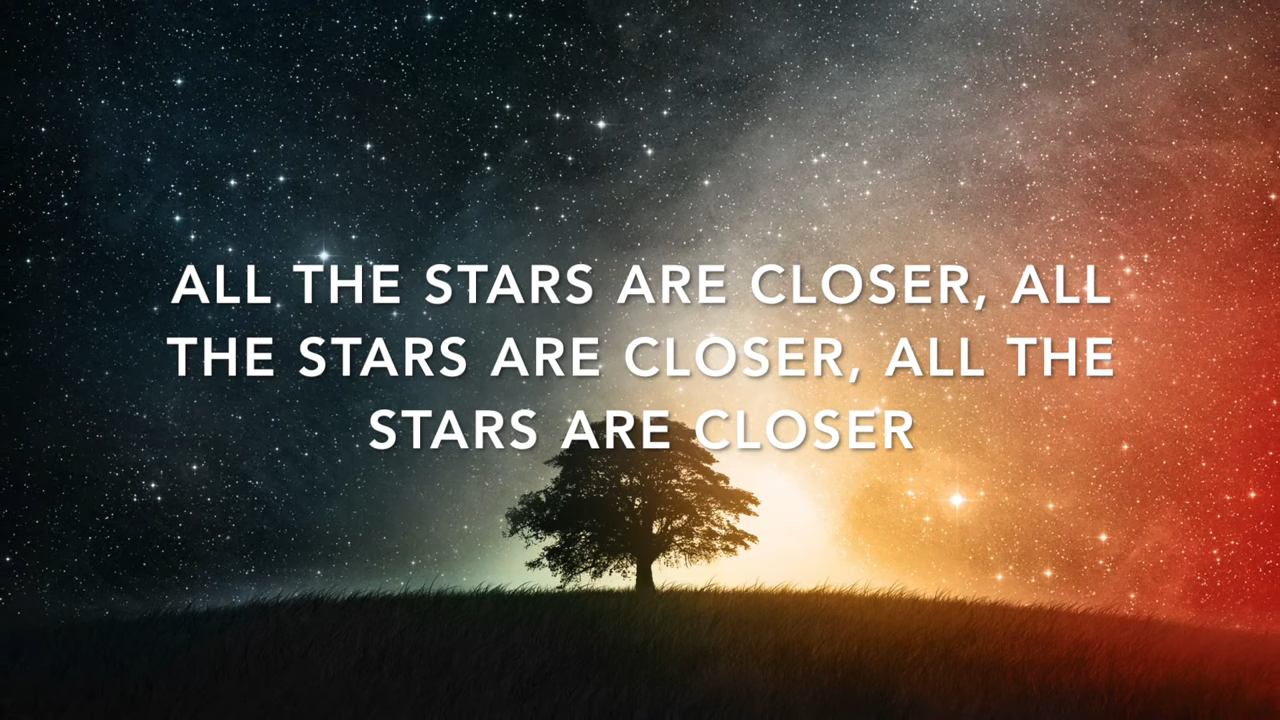 ALL THE STARS ARE CLOSER, ALL
THE STARS ARE CLOSER, ALL THE
STARS ARE CLOSER